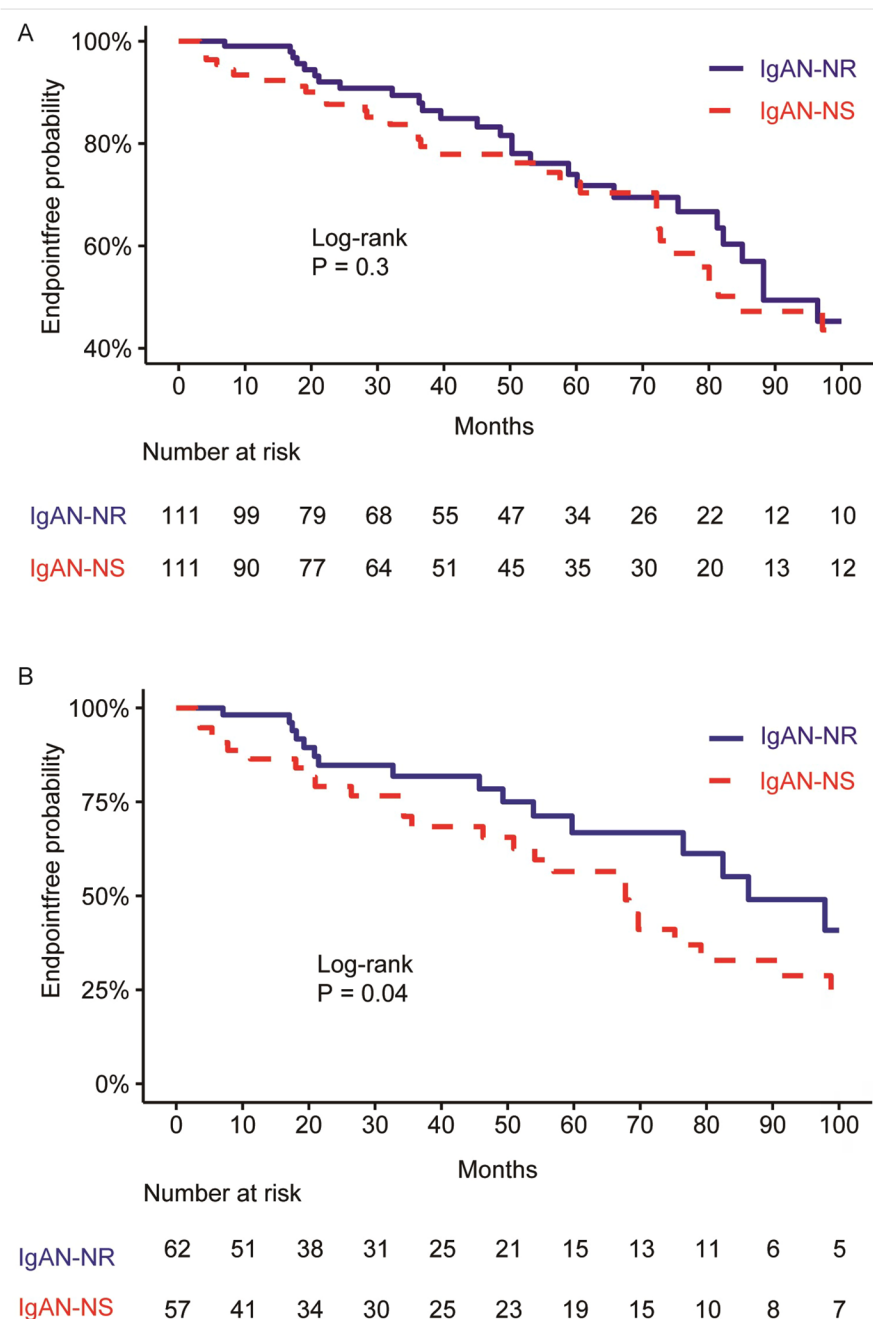 A
100%
80%
60%
40%
Endpointfree probability
IgAN-NR
IgAN-NS
Log-rank
P = 0.3
0 10 20 30 40 50 60 70 80 90 100
Months
Number at risk
IgAN-NR 111 99 79 68 55 47 34 26 22 12 10
IgAN-NS 111 90 77 64 51 45 35 30 20 13 12
B
100%
75%
50%
25%
0%
Endpointfree probability
IgAN-NR
IgAN-NS
Log-rank
P = 0.04
0 10 20 30 40 50 60 70 80 90 100
Months
Number at risk
IgAN-NR 62 51 38 31 25 21 15 13 11 6 5
IgAN-NS 57 41 34 30 25 23 19 15 10 8 7